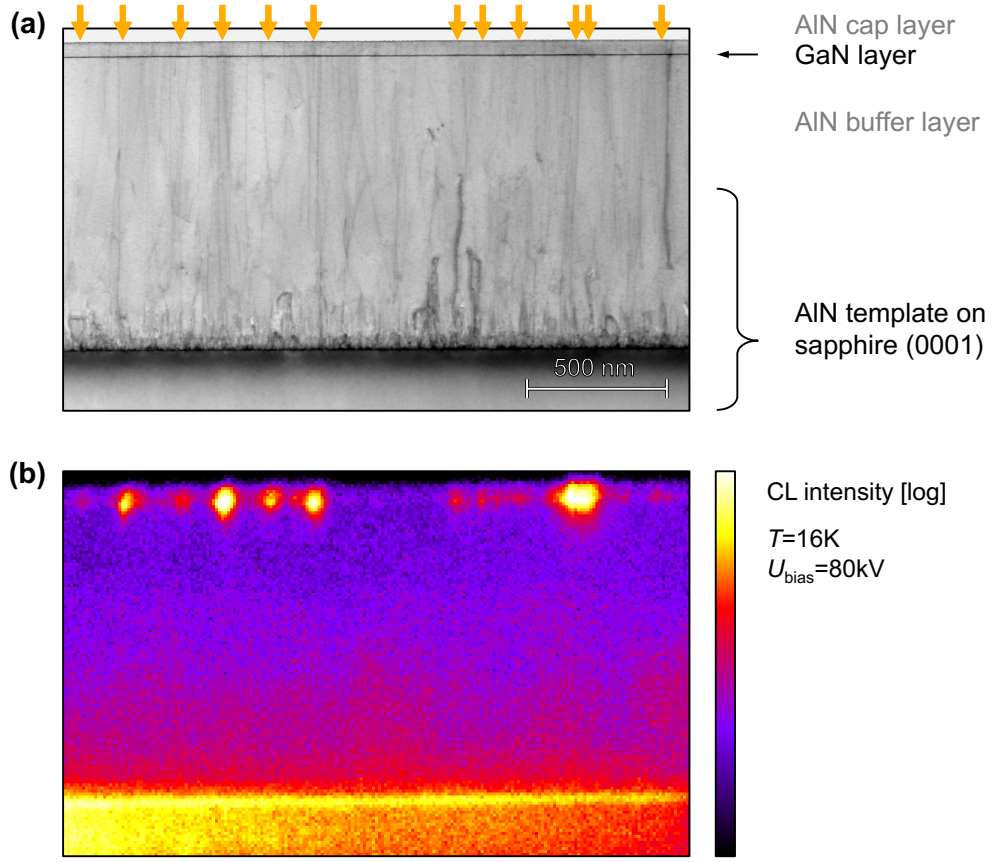 (a)
AlN cap layer
GaN layer
AlN buffer layer
AlN template on
sapphire (0001)
500 nm
(b)
CL intensity [log]
T=16K
Ubias=80kV